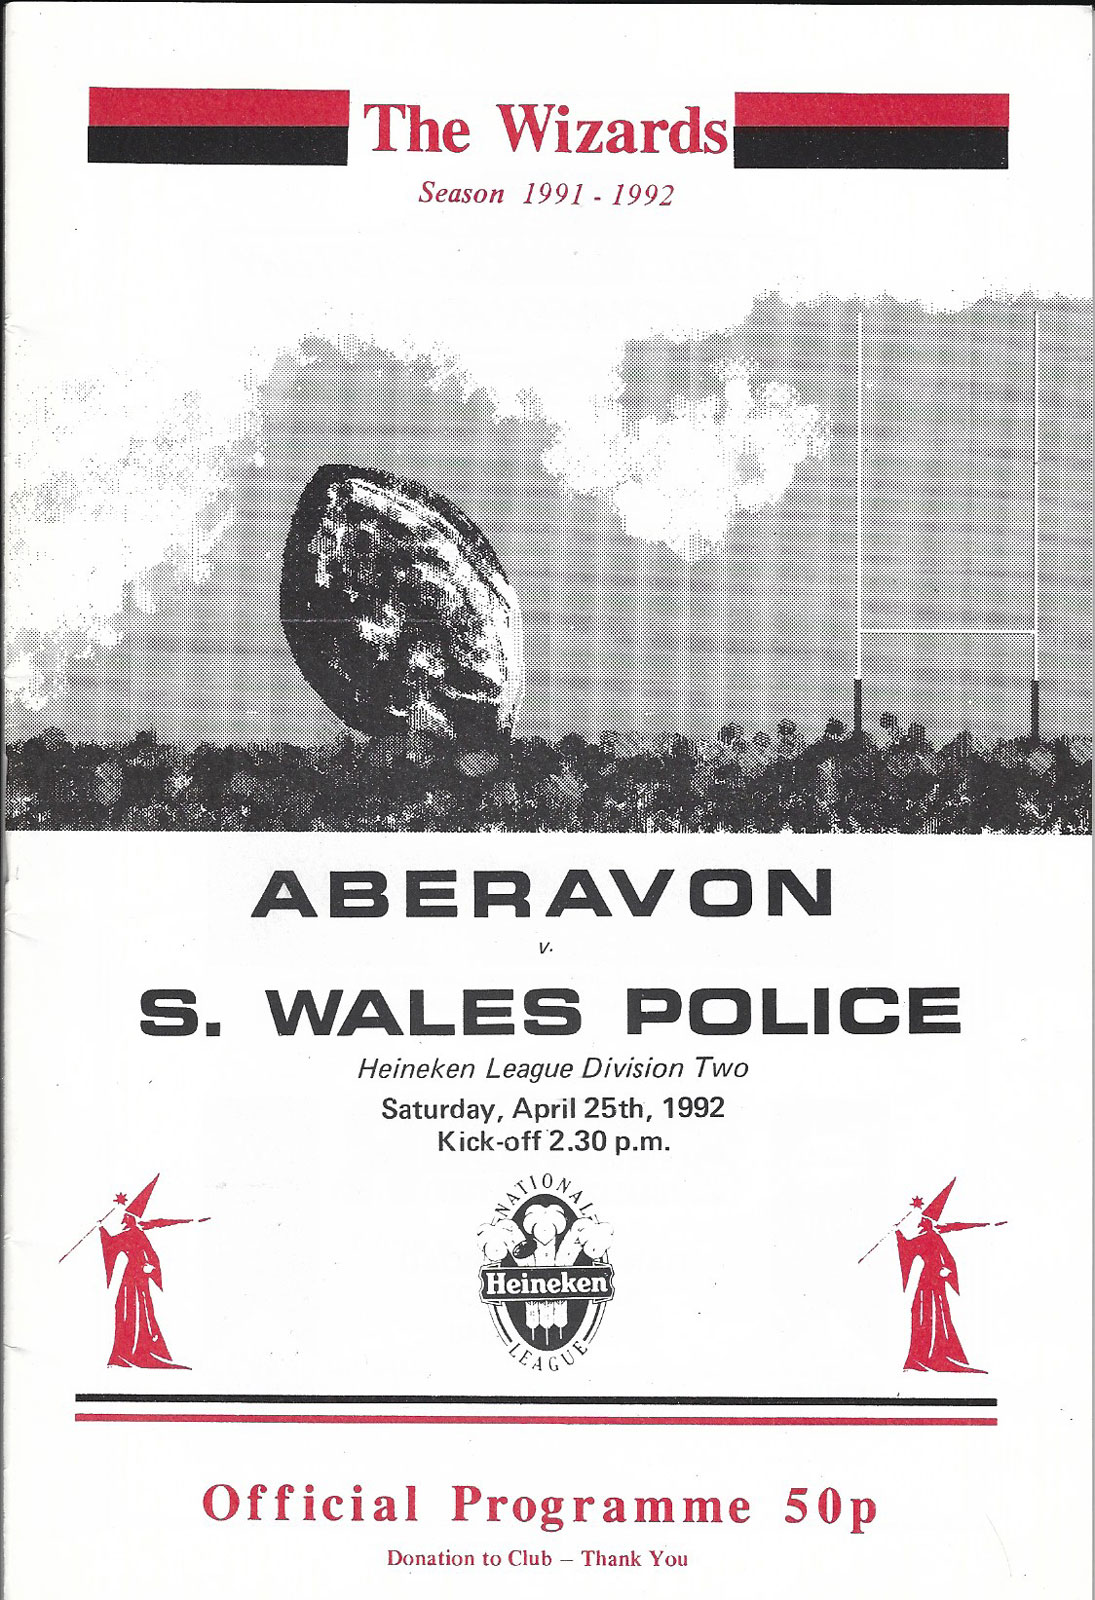 The Wizards
Season 1991 - 1992
ABERAVON
v.
S. WALES POLICE
Heineken League Division Two
Saturday, April 25th, 1992
Kick-off 2.30 p.m.
NATIONAL
Heineken
LEAGUE
Official Programme 50p
Donation to Club – Thank You